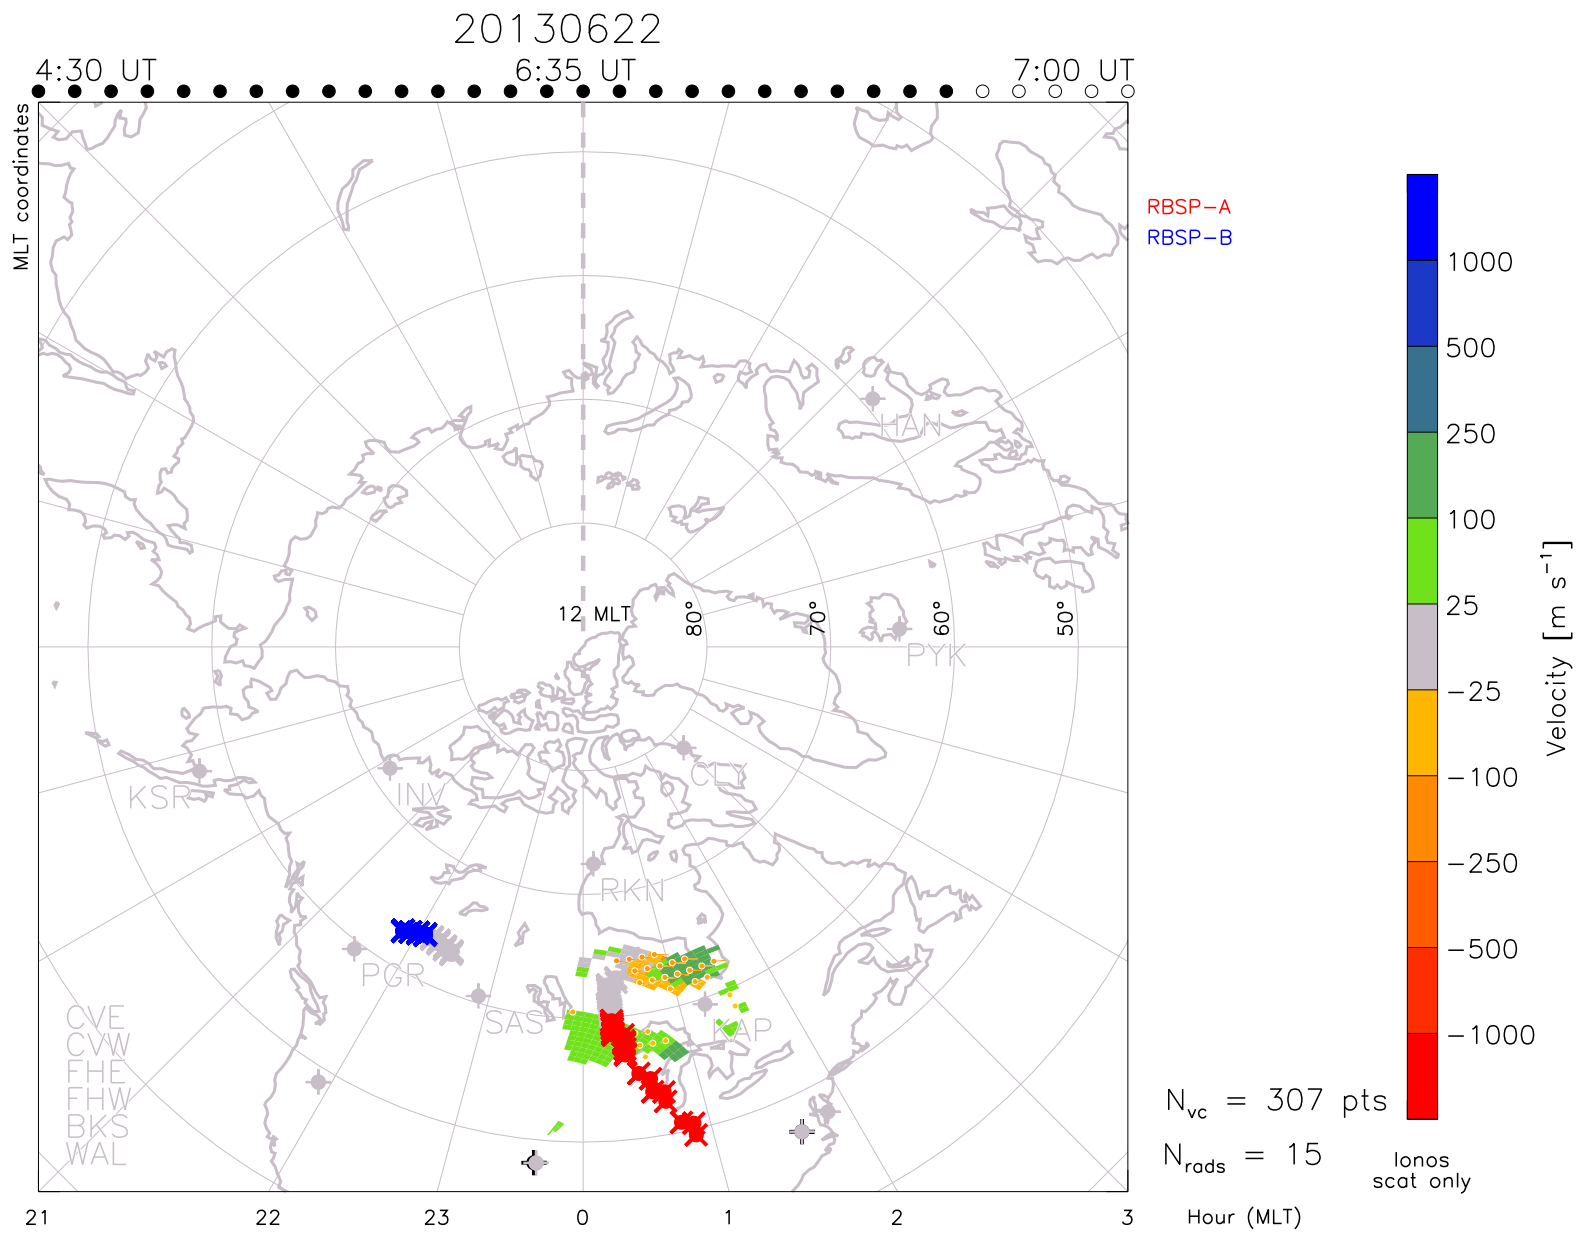 20130622
4:30 UT 6:35 UT 7:00 UT
MLT coordinates
RBSP-A
RBSP-B
1000
500
250
100
25
-25
-100
-250
-500
-1000
Velocity [m s⁻¹]
Ionos
scat only
HAN
12 MLT 80° 70° 60° 50°
PYK
CLY
KSR INV
RKN
PGR
SAS KAP
CVE
CVW
FHE
FHW
BKS
WAL
Nvc = 307 pts
Nrads = 15
21 22 23 0 1 2 3 Hour (MLT)